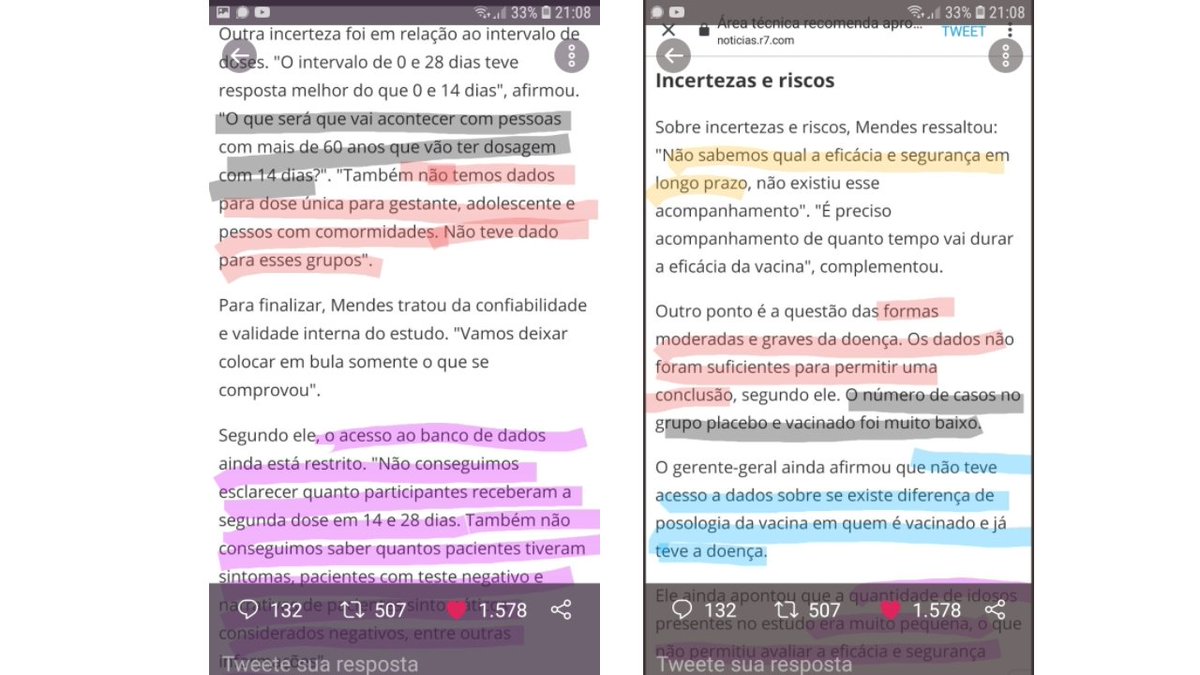 33% 21:08
Outra incerteza foi em relação ao intervalo de
doses. "O intervalo de 0 e 28 dias teve
resposta melhor do que 0 e 14 dias", afirmou.
"O que será que vai acontecer com pessoas
com mais de 60 anos que vão ter dosagem
com 14 dias?". "Também não temos dados
para dose única para gestante, adolescente e
pessos com comormidades. Não teve dado
para esses grupos".
Para finalizar, Mendes tratou da confiabilidade
e validade interna do estudo. "Vamos deixar
colocar em bula somente o que se
comprovou".
Segundo ele, o acesso ao banco de dados
ainda está restrito. "Não conseguimos
esclarecer quanto participantes receberam a
segunda dose em 14 e 28 dias. Também não
conseguimos saber quantos pacientes tiveram
sintomas, pacientes com teste negativo e
de
considerados negativos, entre outras
132 507 1.578
Tweete sua resposta
33% 21:08
Área técnica recomenda apro...
noticias.r7.com
TWEET
Incertezas e riscos
Sobre incertezas e riscos, Mendes ressaltou:
"Não sabemos qual a eficácia e segurança em
longo prazo, não existiu esse
acompanhamento". "É preciso
acompanhamento de quanto tempo vai durar
a eficácia da vacina", complementou.
Outro ponto é a questão das formas
moderadas e graves da doença. Os dados não
foram suficientes para permitir uma
conclusão, segundo ele. O número de casos no
grupo placebo e vacinado foi muito baixo.
O gerente-geral ainda afirmou que não teve
acesso a dados sobre se existe diferença de
posologia da vacina em quem é vacinado e já
teve a doença.
Ele ainda apontou que a quantidade de idosos
presentes no estudo era muito pequena, o que
não permitiu avaliar a eficácia e segurança
132 507 1.578
Tweete sua resposta